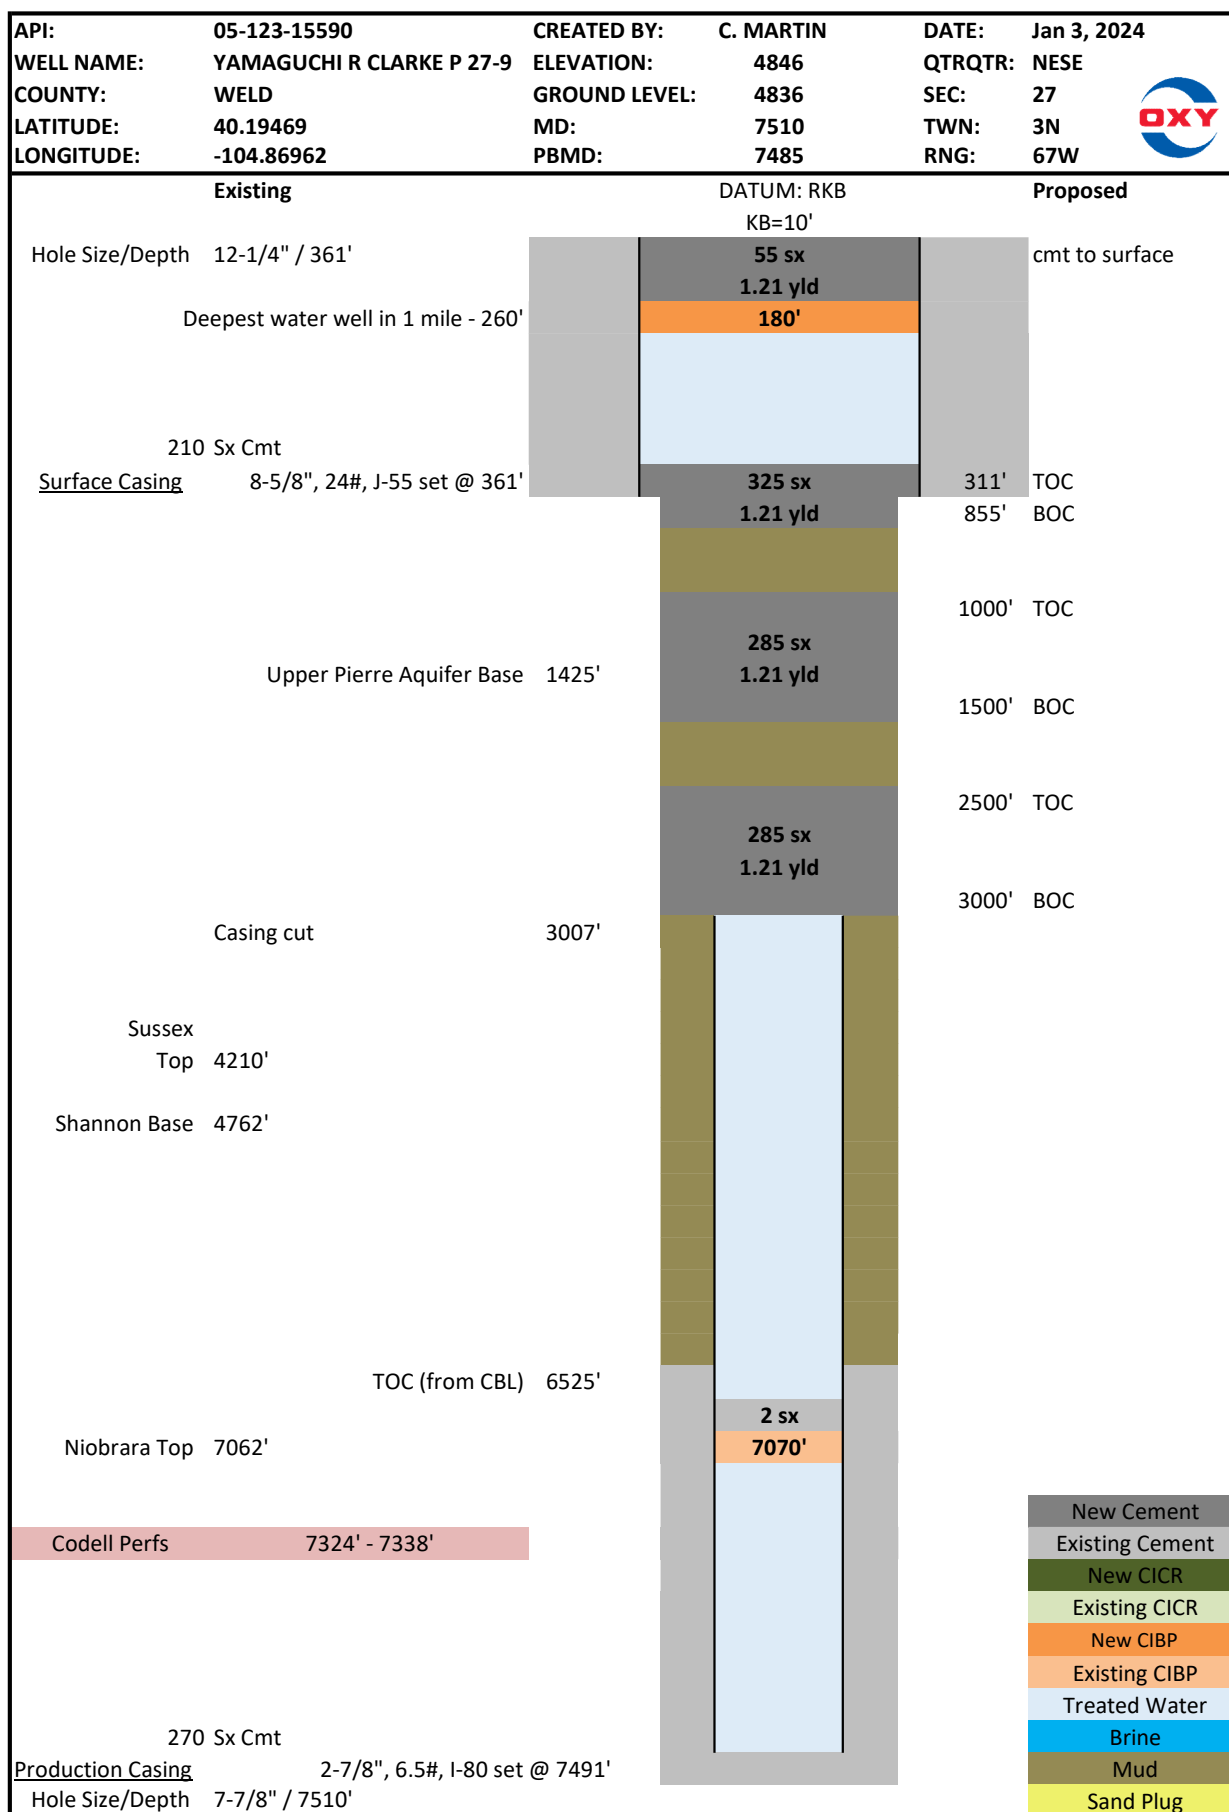 API: 05-123-15590 CREATED BY: C. MARTIN DATE: Jan 3, 2024
WELL NAME: YAMAGUCHI R CLARKE P 27-9 ELEVATION: 4846 QTRQTR: NESE
COUNTY: WELD GROUND LEVEL: 4836 SEC: 27
LATITUDE: 40.19469 MD: 7510 TWN: 3N
LONGITUDE: -104.86962 PBMD: 7485 RNG: 67W
OXY
Existing DATUM: RKB Proposed
KB=10'
Hole Size/Depth 12-1/4" / 361' 55 sx cmt to surface
1.21 yld
Deepest water well in 1 mile - 260' 180'
210 Sx Cmt
Surface Casing 8-5/8", 24#, J-55 set @ 361' 325 sx 311' TOC
1.21 yld 855' BOC
1000' TOC
285 sx
Upper Pierre Aquifer Base 1425' 1.21 yld
1500' BOC
2500' TOC
285 sx
1.21 yld
3000' BOC
Casing cut 3007'
Sussex
Top 4210'
Shannon Base 4762'
TOC (from CBL) 6525'
2 sx
Niobrara Top 7062' 7070'
New Cement
Codell Perfs 7324' - 7338' Existing Cement
New CICR
Existing CICR
New CIBP
Existing CIBP
Treated Water
270 Sx Cmt Brine
Production Casing 2-7/8", 6.5#, I-80 set @ 7491' Mud
Hole Size/Depth 7-7/8" / 7510' Sand Plug